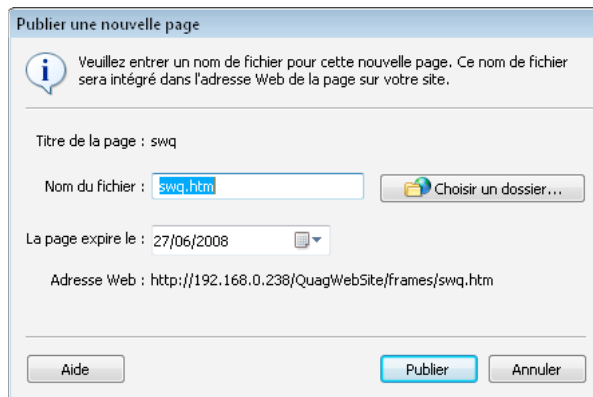 Publier une nouvelle page
Veuillez entrer un nom de fichier pour cette nouvelle page. Ce nom de fichier
sera intégré dans l'adresse Web de la page sur votre site.
Titre de la page : swq
Nom du fichier : swq.htm Choisir un dossier...
La page expire le : 27/06/2008
Adresse Web : http://192.168.0.238/QuagWebSite/frames/swq.htm
Aide Publier Annuler